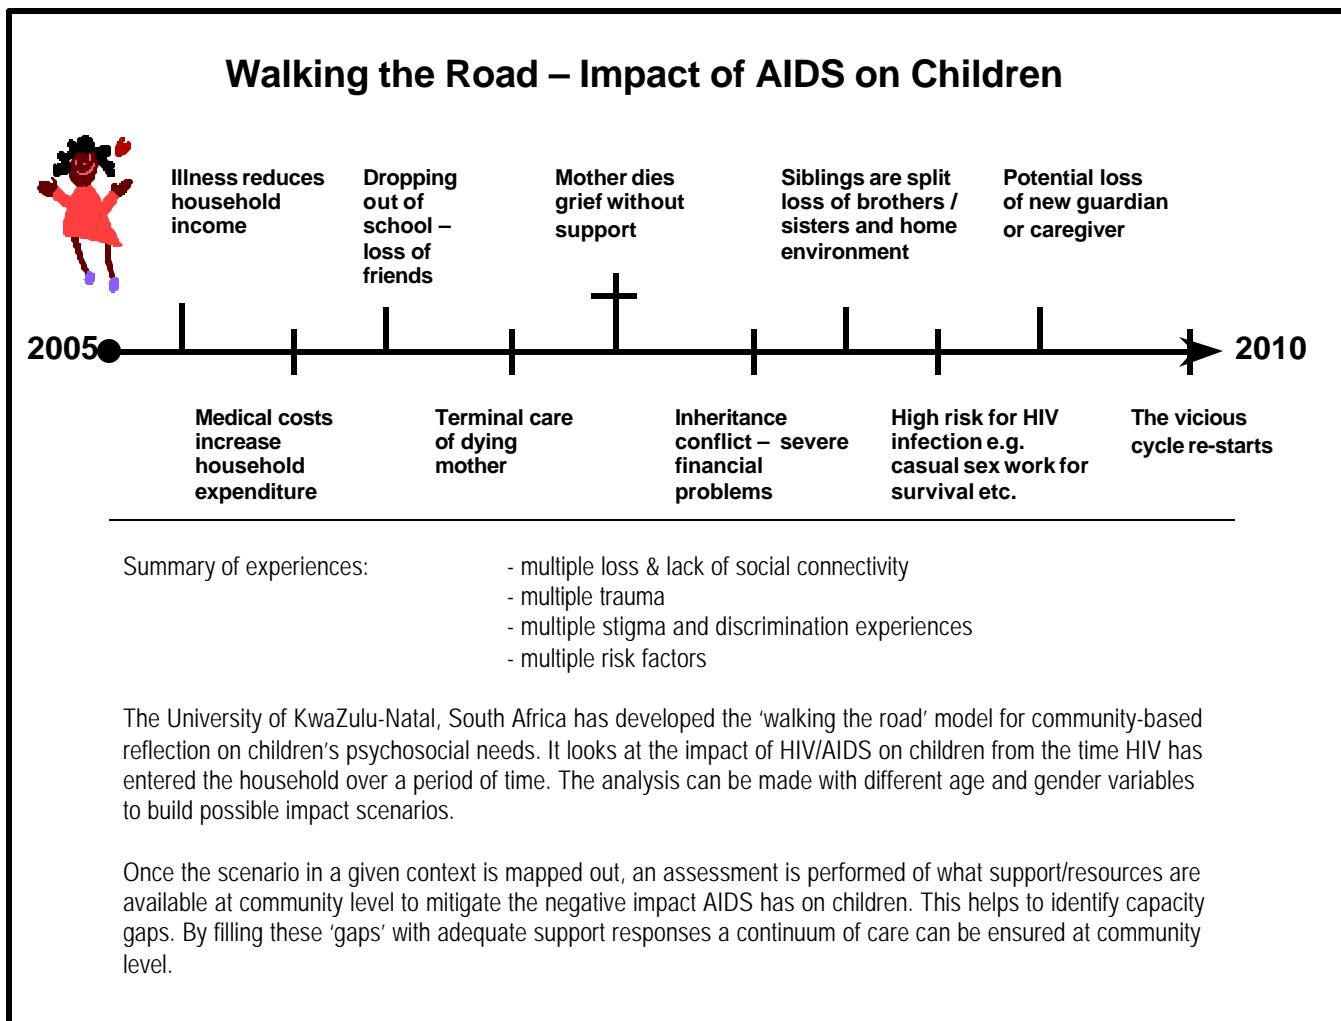 Walking the Road – Impact of AIDS on Children
Illness reduces
household
income
Dropping
out of
school –
loss of
friends
Mother dies
grief without
support
Siblings are split
loss of brothers /
sisters and home
environment
Potential loss
of new guardian
or caregiver
2005
2010
Medical costs
increase
household
expenditure
Terminal care
of dying
mother
Inheritance
conflict – severe
financial
problems
High risk for HIV
infection e.g.
casual sex work for
survival etc.
The vicious
cycle re-starts
Summary of experiences:
- multiple loss & lack of social connectivity
- multiple trauma
- multiple stigma and discrimination experiences
- multiple risk factors
The University of KwaZulu-Natal, South Africa has developed the ‘walking the road’ model for community-based
reflection on children’s psychosocial needs. It looks at the impact of HIV/AIDS on children from the time HIV has
entered the household over a period of time. The analysis can be made with different age and gender variables
to build possible impact scenarios.
Once the scenario in a given context is mapped out, an assessment is performed of what support/resources are
available at community level to mitigate the negative impact AIDS has on children. This helps to identify capacity
gaps. By filling these ‘gaps’ with adequate support responses a continuum of care can be ensured at community
level.